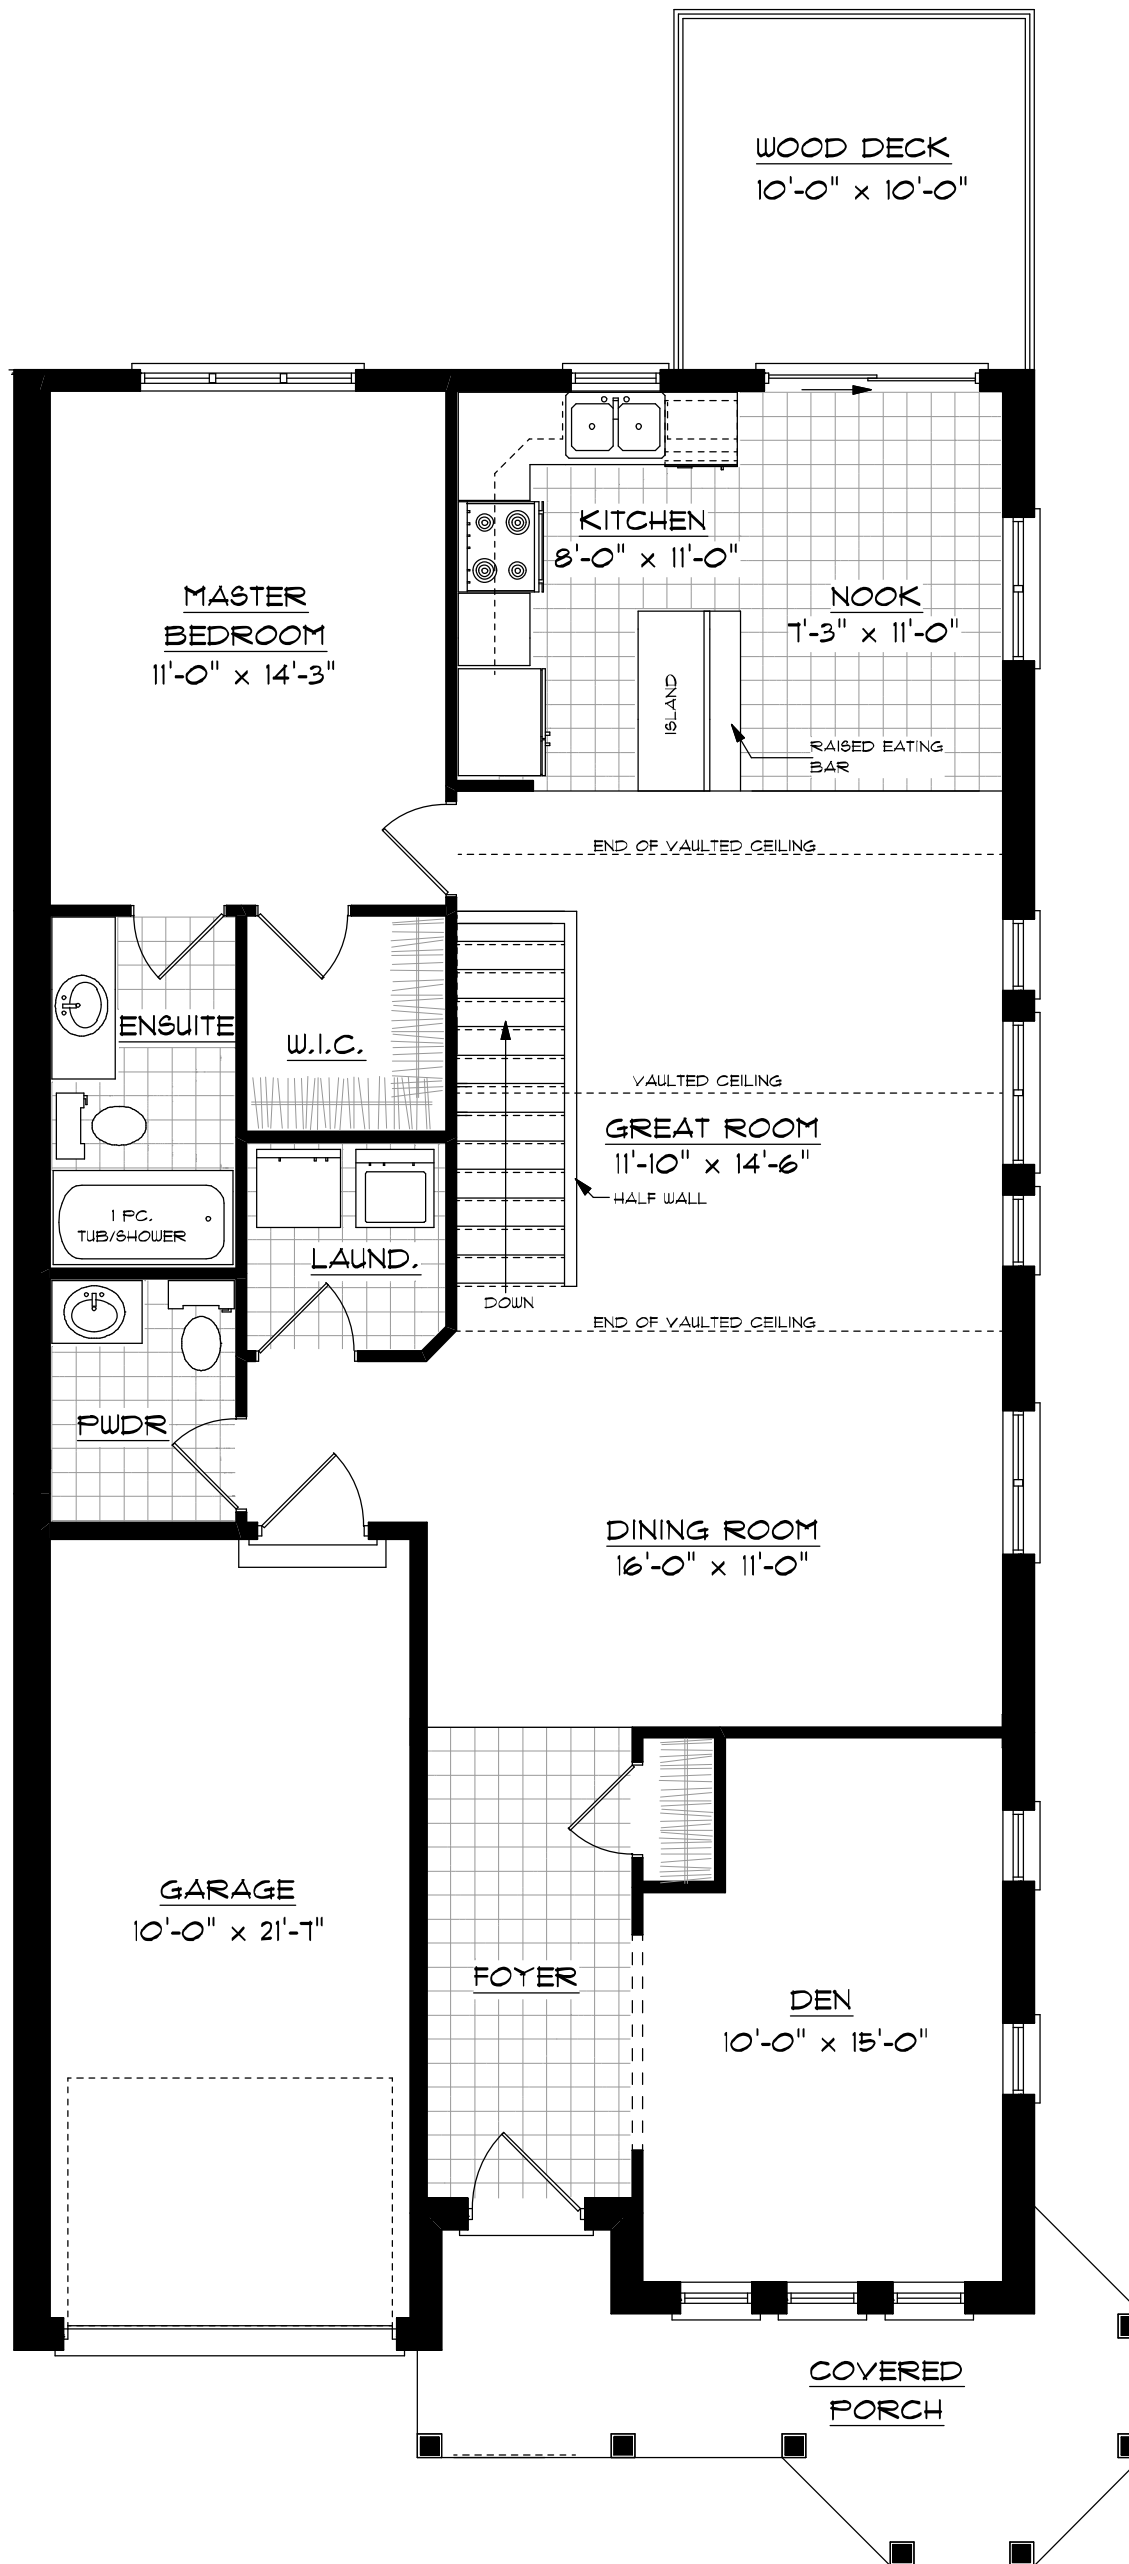 WOOD DECK
10'-0" x 10'-0"
KITCHEN
8'-0" x 11'-0"
MASTER
BEDROOM
11'-0" x 14'-3"
NOOK
7'-3" x 11'-0"
ISLAND
RAISED EATING
BAR
END OF VAULTED CEILING
ENSUITE
W.I.C.
VAULTED CEILING
GREAT ROOM
11'-10" x 14'-6"
HALF WALL
1 PC.
TUB/SHOWER
LAUND.
DOWN
END OF VAULTED CEILING
PWDR
DINING ROOM
16'-0" x 11'-0"
GARAGE
10'-0" x 21'-7"
FOYER
DEN
10'-0" x 15'-0"
COVERED
PORCH